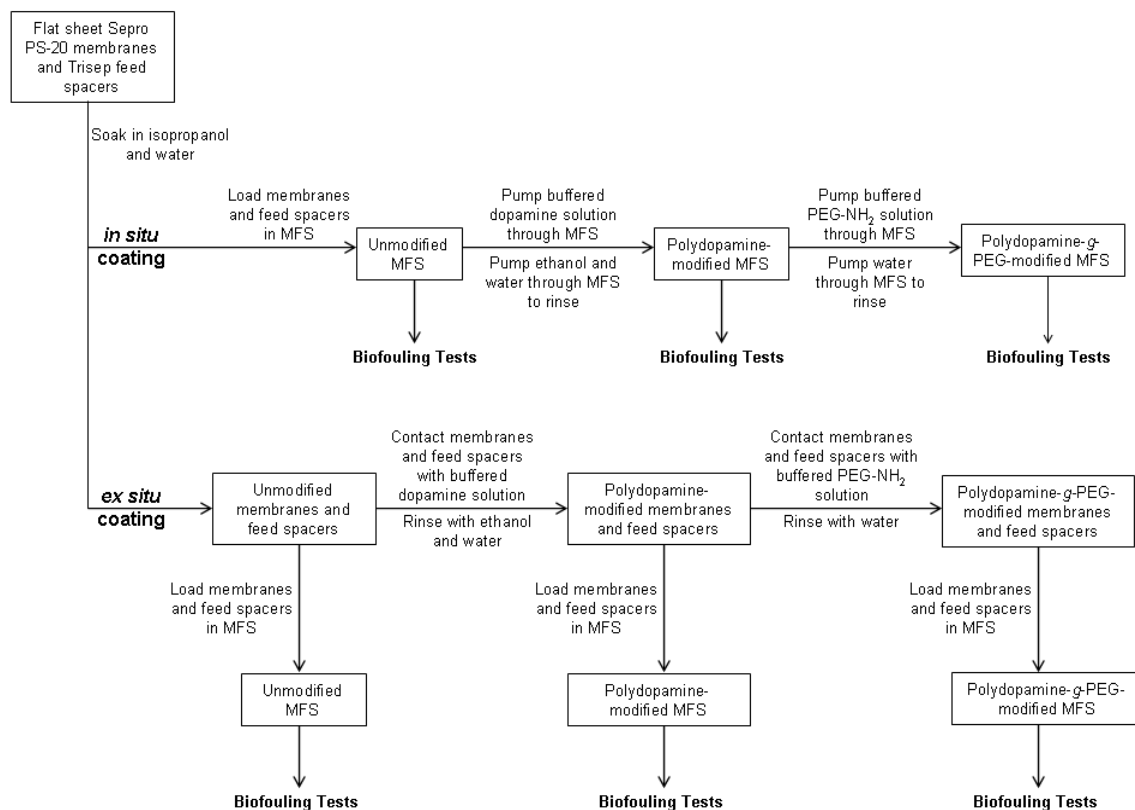 Flat sheet Sepro
PS-20 membranes
and Trisep feed
spacers
Soak in isopropanol
and water
in situ
coating
Load membranes
and feed spacers
in MFS
Unmodified
MFS
Pump buffered
dopamine solution
through MFS
Pump ethanol and
water through MFS
to rinse
Polydopamine-
modified MFS
Pump buffered
PEG-NH₂ solution
through MFS
Pump water
through MFS to
rinse
Polydopamine-g-
PEG-modified MFS
Biofouling Tests
Biofouling Tests
Biofouling Tests
ex situ
coating
Unmodified
membranes and
feed spacers
Contact membranes
and feed spacers
with buffered
dopamine solution
Rinse with ethanol
and water
Polydopamine-
modified membranes
and feed spacers
Contact membranes
and feed spacers with
buffered PEG-NH₂
solution
Rinse with water
Polydopamine-g-PEG-
modified membranes
and feed spacers
Load membranes
and feed spacers
in MFS
Load membranes
and feed spacers
in MFS
Load membranes
and feed spacers
in MFS
Unmodified
MFS
Polydopamine-
modified MFS
Polydopamine-g-PEG-
modified MFS
Biofouling Tests
Biofouling Tests
Biofouling Tests